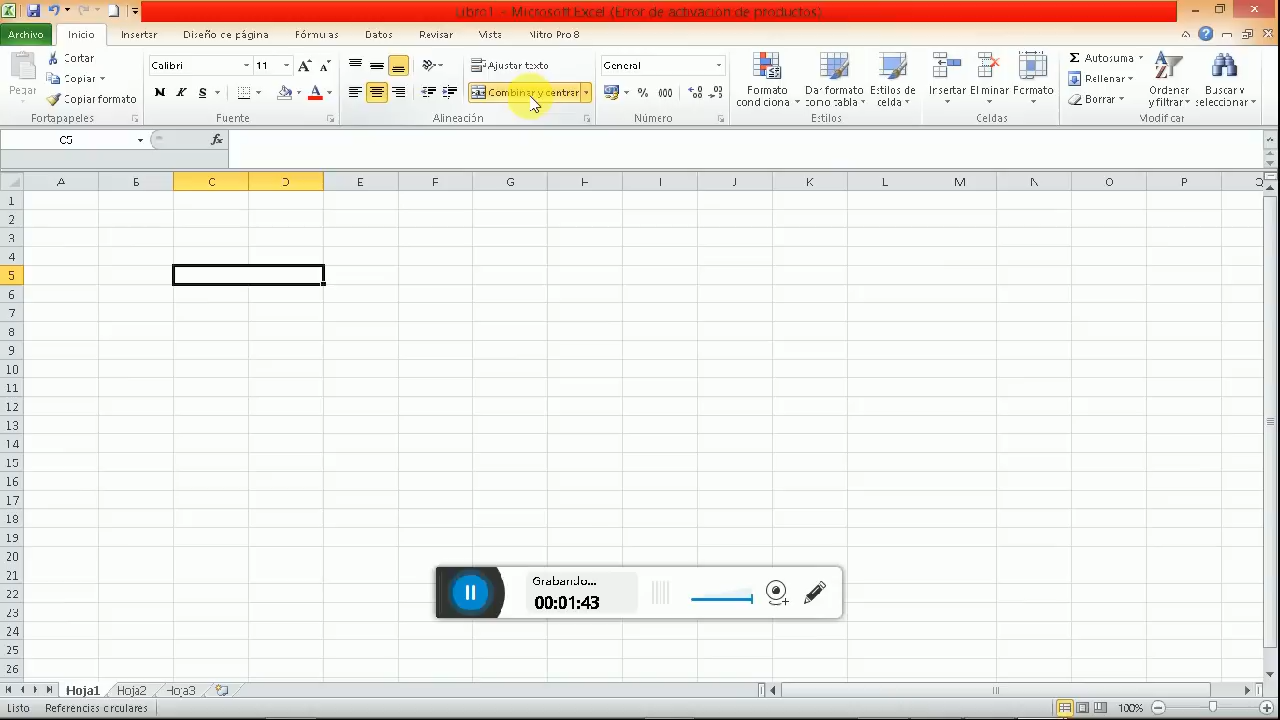 Libro1 - Microsoft Excel (Error de activación de productos)
Archivo Inicio Insertar Diseño de página Fórmulas Datos Revisar Vista Nitro Pro 8
Pegar
Cortar
Copiar
Copiar formato
Portapapeles
Calibri 11
N K S
Fuente
Ajustar texto
Combinar y centrar
Alineación
General
% 000
Número
Formato condicional
Dar formato como tabla
Estilos de celda
Estilos
Insertar Eliminar Formato
Celdas
Autosuma
Rellenar
Borrar
Ordenar y filtrar
Buscar y seleccionar
Modificar
C5 fx
A B C D E F G H I J K L M N O P Q
1
2
3
4
5
6
7
8
9
10
11
12
13
14
15
16
17
18
19
20
21
22
23
24
25
26
Grabando...
00:01:43
Hoja1 Hoja2 Hoja3
Listo Referencias circulares 100%